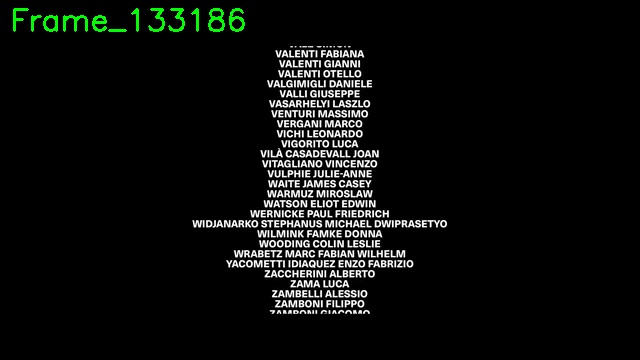 Frame_133186
VALENTI FABIANA
VALENTI GIANNI
VALENTI OTELLO
VALGIMIGLI DANIELE
VALLI GIUSEPPE
VASARHELYI LASZLO
VENTURI MASSIMO
VERGANI MARCO
VICHI LEONARDO
VIGORITO LUCA
VILÀ CASADEVALL JOAN
VITAGLIANO VINCENZO
VULPHIE JULIE-ANNE
WAITE JAMES CASEY
WARMUZ MIROSLAW
WATSON ELIOT EDWIN
WERNICKE PAUL FRIEDRICH
WIDJANARKO STEPHANUS MICHAEL DWIPRASETYO
WILMINK FAMKE DONNA
WOODING COLIN LESLIE
WRABETZ MARC FABIAN WILHELM
YACOMETTI IDIAQUEZ ENZO FABRIZIO
ZACCHERINI ALBERTO
ZAMA LUCA
ZAMBELLI ALESSIO
ZAMBONI FILIPPO
ZAMBONI GIACOMO